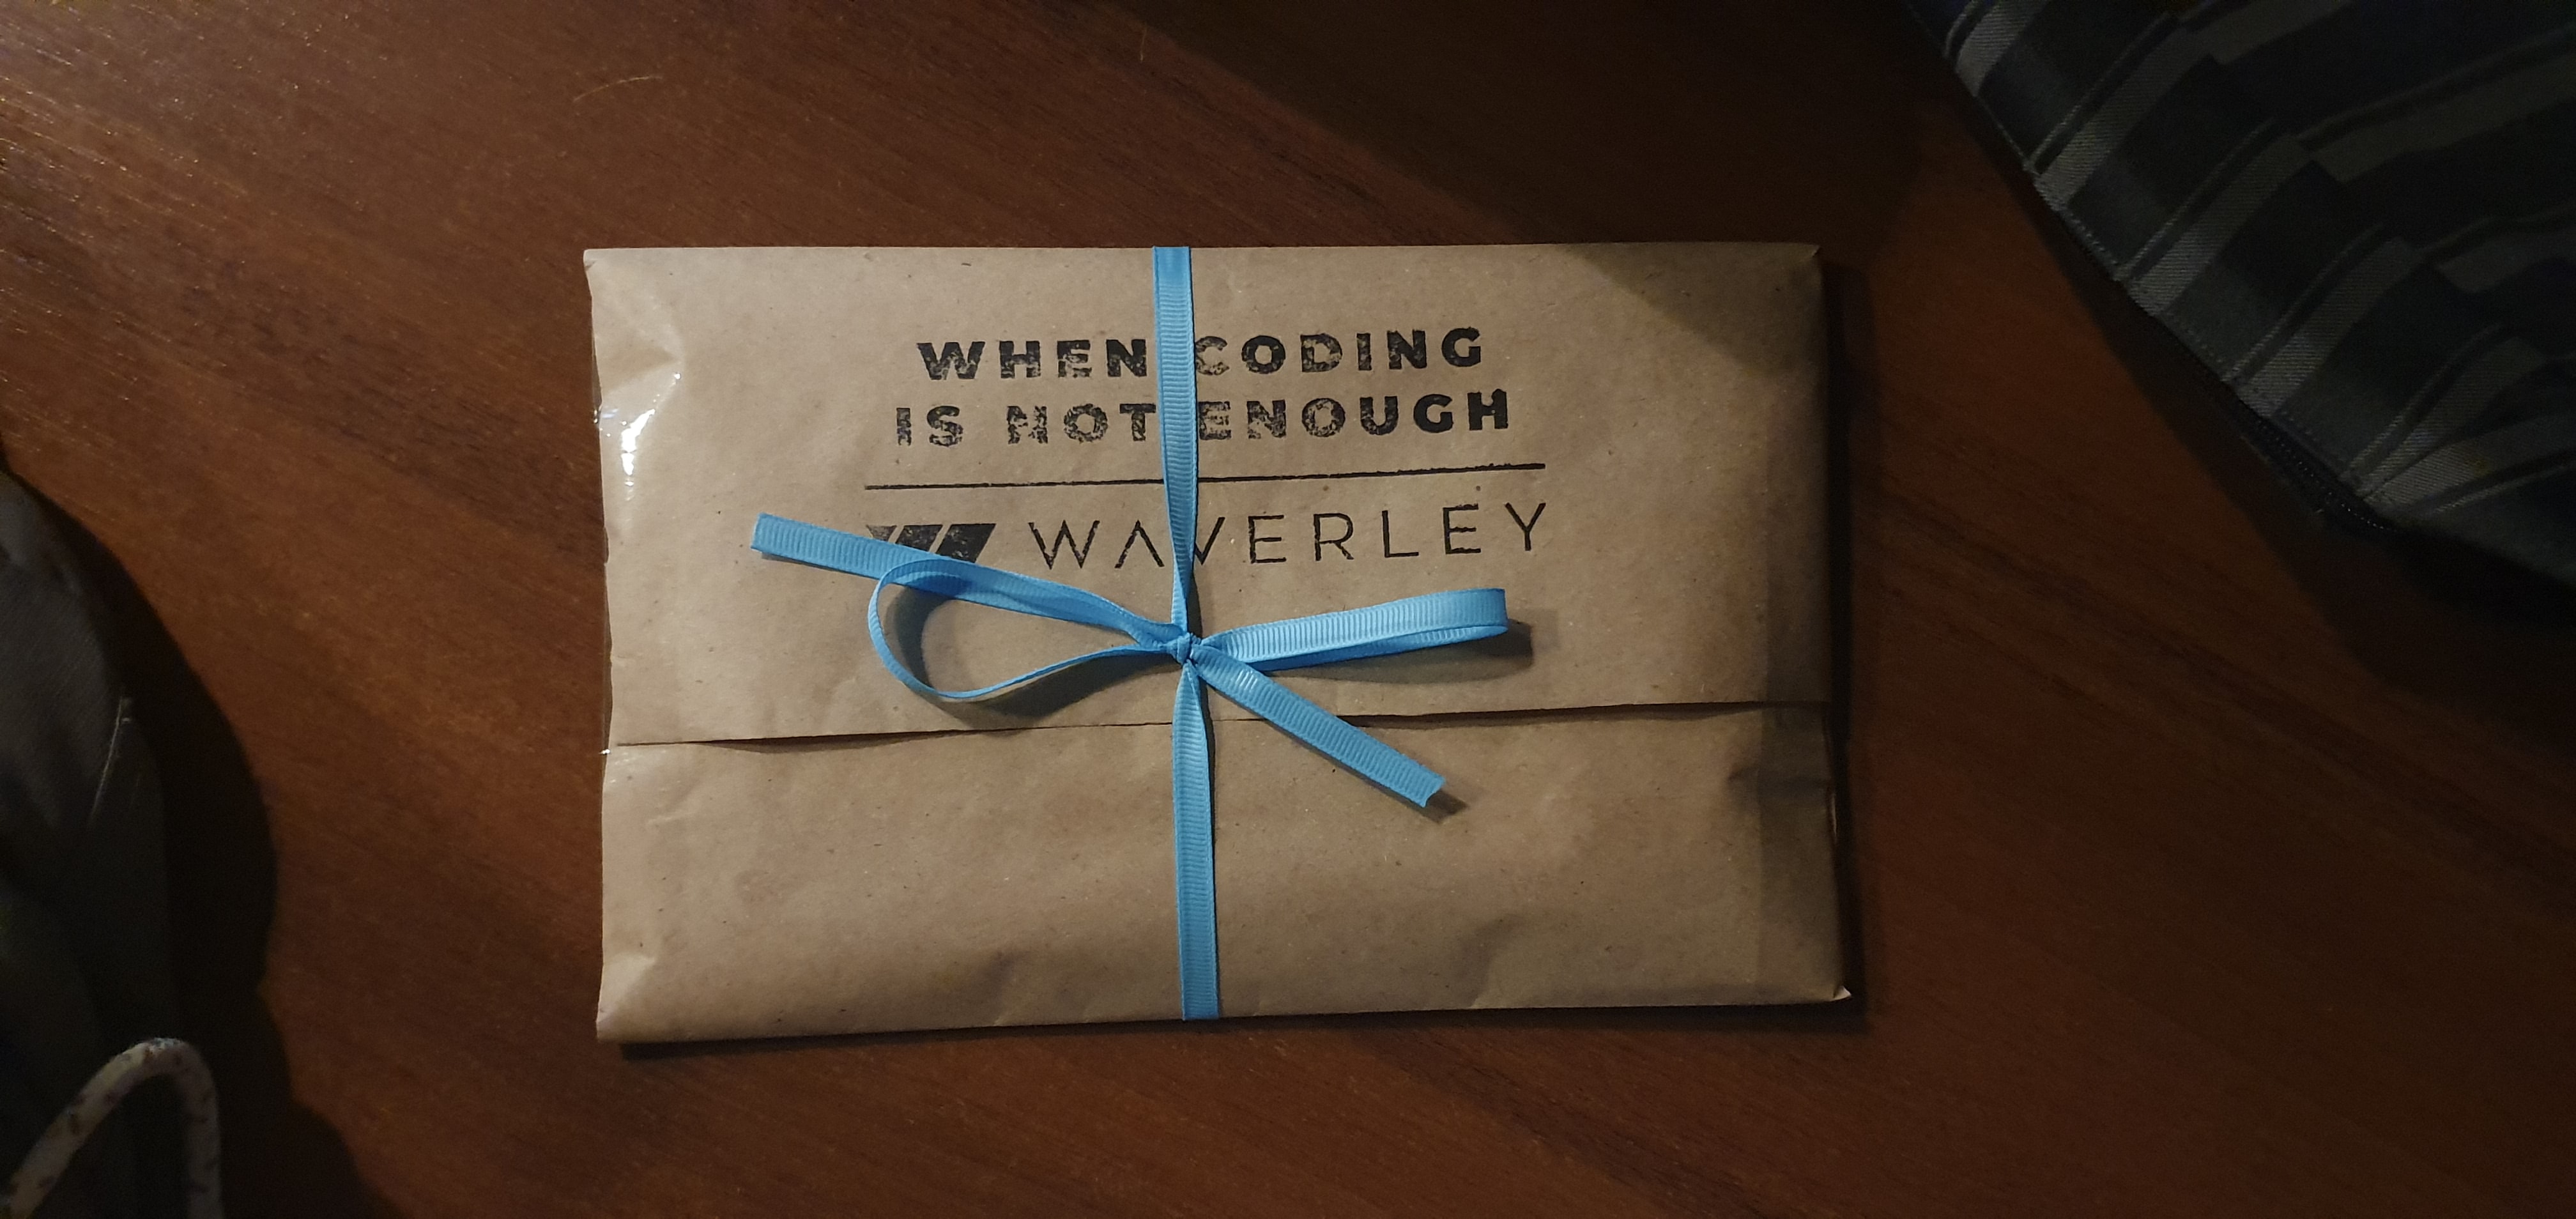 WHEN CODING
IS NOT ENOUGH
WAVERLEY